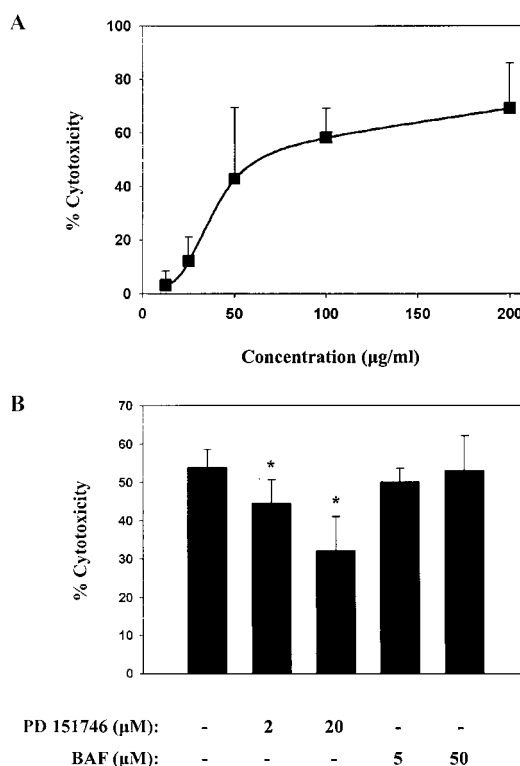 A
100
80
60
40
20
0
% Cytotoxicity
0 50 100 150 200
Concentration (µg/ml)
B
70
60
50
40
30
20
10
0
% Cytotoxicity
* *
PD 151746 (µM): - 2 20 - -
BAF (µM): - - - 5 50